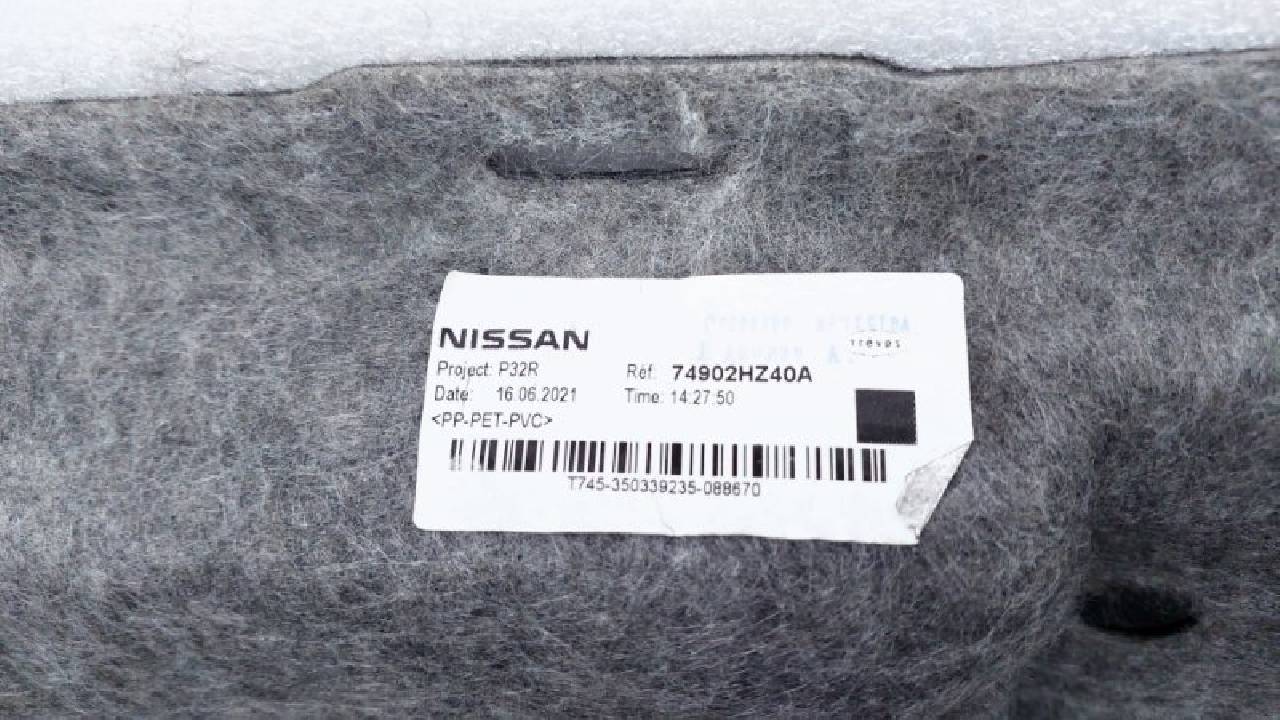 NISSAN
treves
Project: P32R Ref: 74902HZ40A
Date: 16.06.2021 Time: 14:27:50
<PP-PET-PVC>
T745-350339235-088670